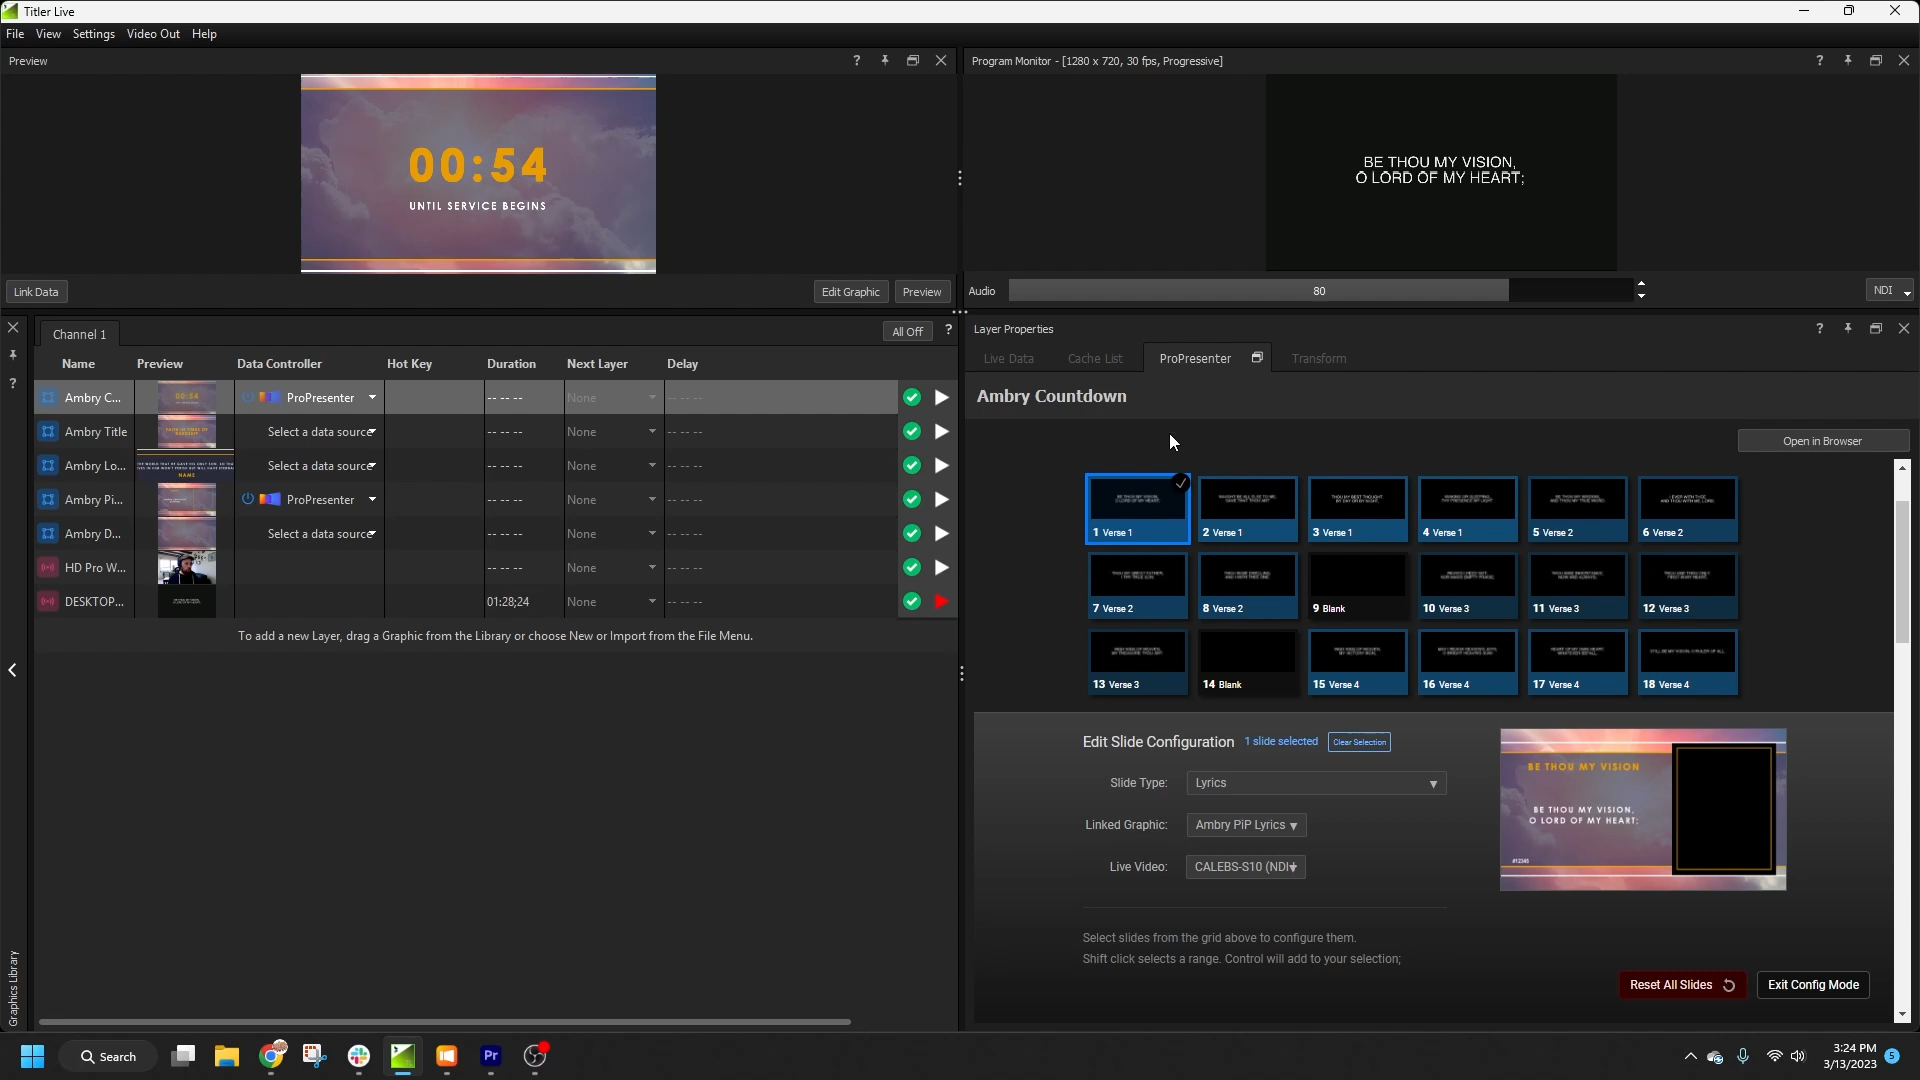 Titler Live
File View Settings Video Out Help
Preview
Program Monitor - [1280 x 720, 30 fps, Progressive]
00:54
UNTIL SERVICE BEGINS
BE THOU MY VISION,
O LORD OF MY HEART;
Link Data
Edit Graphic
Preview
Audio
80
NDI
Channel 1
All Off
Layer Properties
Live Data
Cache List
ProPresenter
Transform
Name Preview Data Controller Hot Key Duration Next Layer Delay
Ambry Countdown
Ambry C... 00:54 ProPresenter -- -- -- None -- -- --
Ambry Title Select a data source -- -- -- None -- -- --
Ambry Lo... Select a data source -- -- -- None -- -- --
Ambry Pi... ProPresenter -- -- -- None -- -- --
Ambry D... Select a data source -- -- -- None -- -- --
HD Pro W... -- -- -- None -- -- --
DESKTOP... 01:28;24 None -- -- --
To add a new Layer, drag a Graphic from the Library or choose New or Import from the File Menu.
Graphics Library
Open in Browser
1 Verse 1
2 Verse 1
3 Verse 1
4 Verse 1
5 Verse 2
6 Verse 2
7 Verse 2
8 Verse 2
9 Blank
10 Verse 3
11 Verse 3
12 Verse 3
13 Verse 3
14 Blank
15 Verse 4
16 Verse 4
17 Verse 4
18 Verse 4
Edit Slide Configuration 1 slide selected Clear Selection
Slide Type: Lyrics
Linked Graphic: Ambry PiP Lyrics
Live Video: CALEBS-S10 (NDI
BE THOU MY VISION
BE THOU MY VISION,
O LORD OF MY HEART;
#12345
Select slides from the grid above to configure them.
Shift click selects a range. Control will add to your selection;
Reset All Slides
Exit Config Mode
Search
Pr
3:24 PM
3/13/2023
5